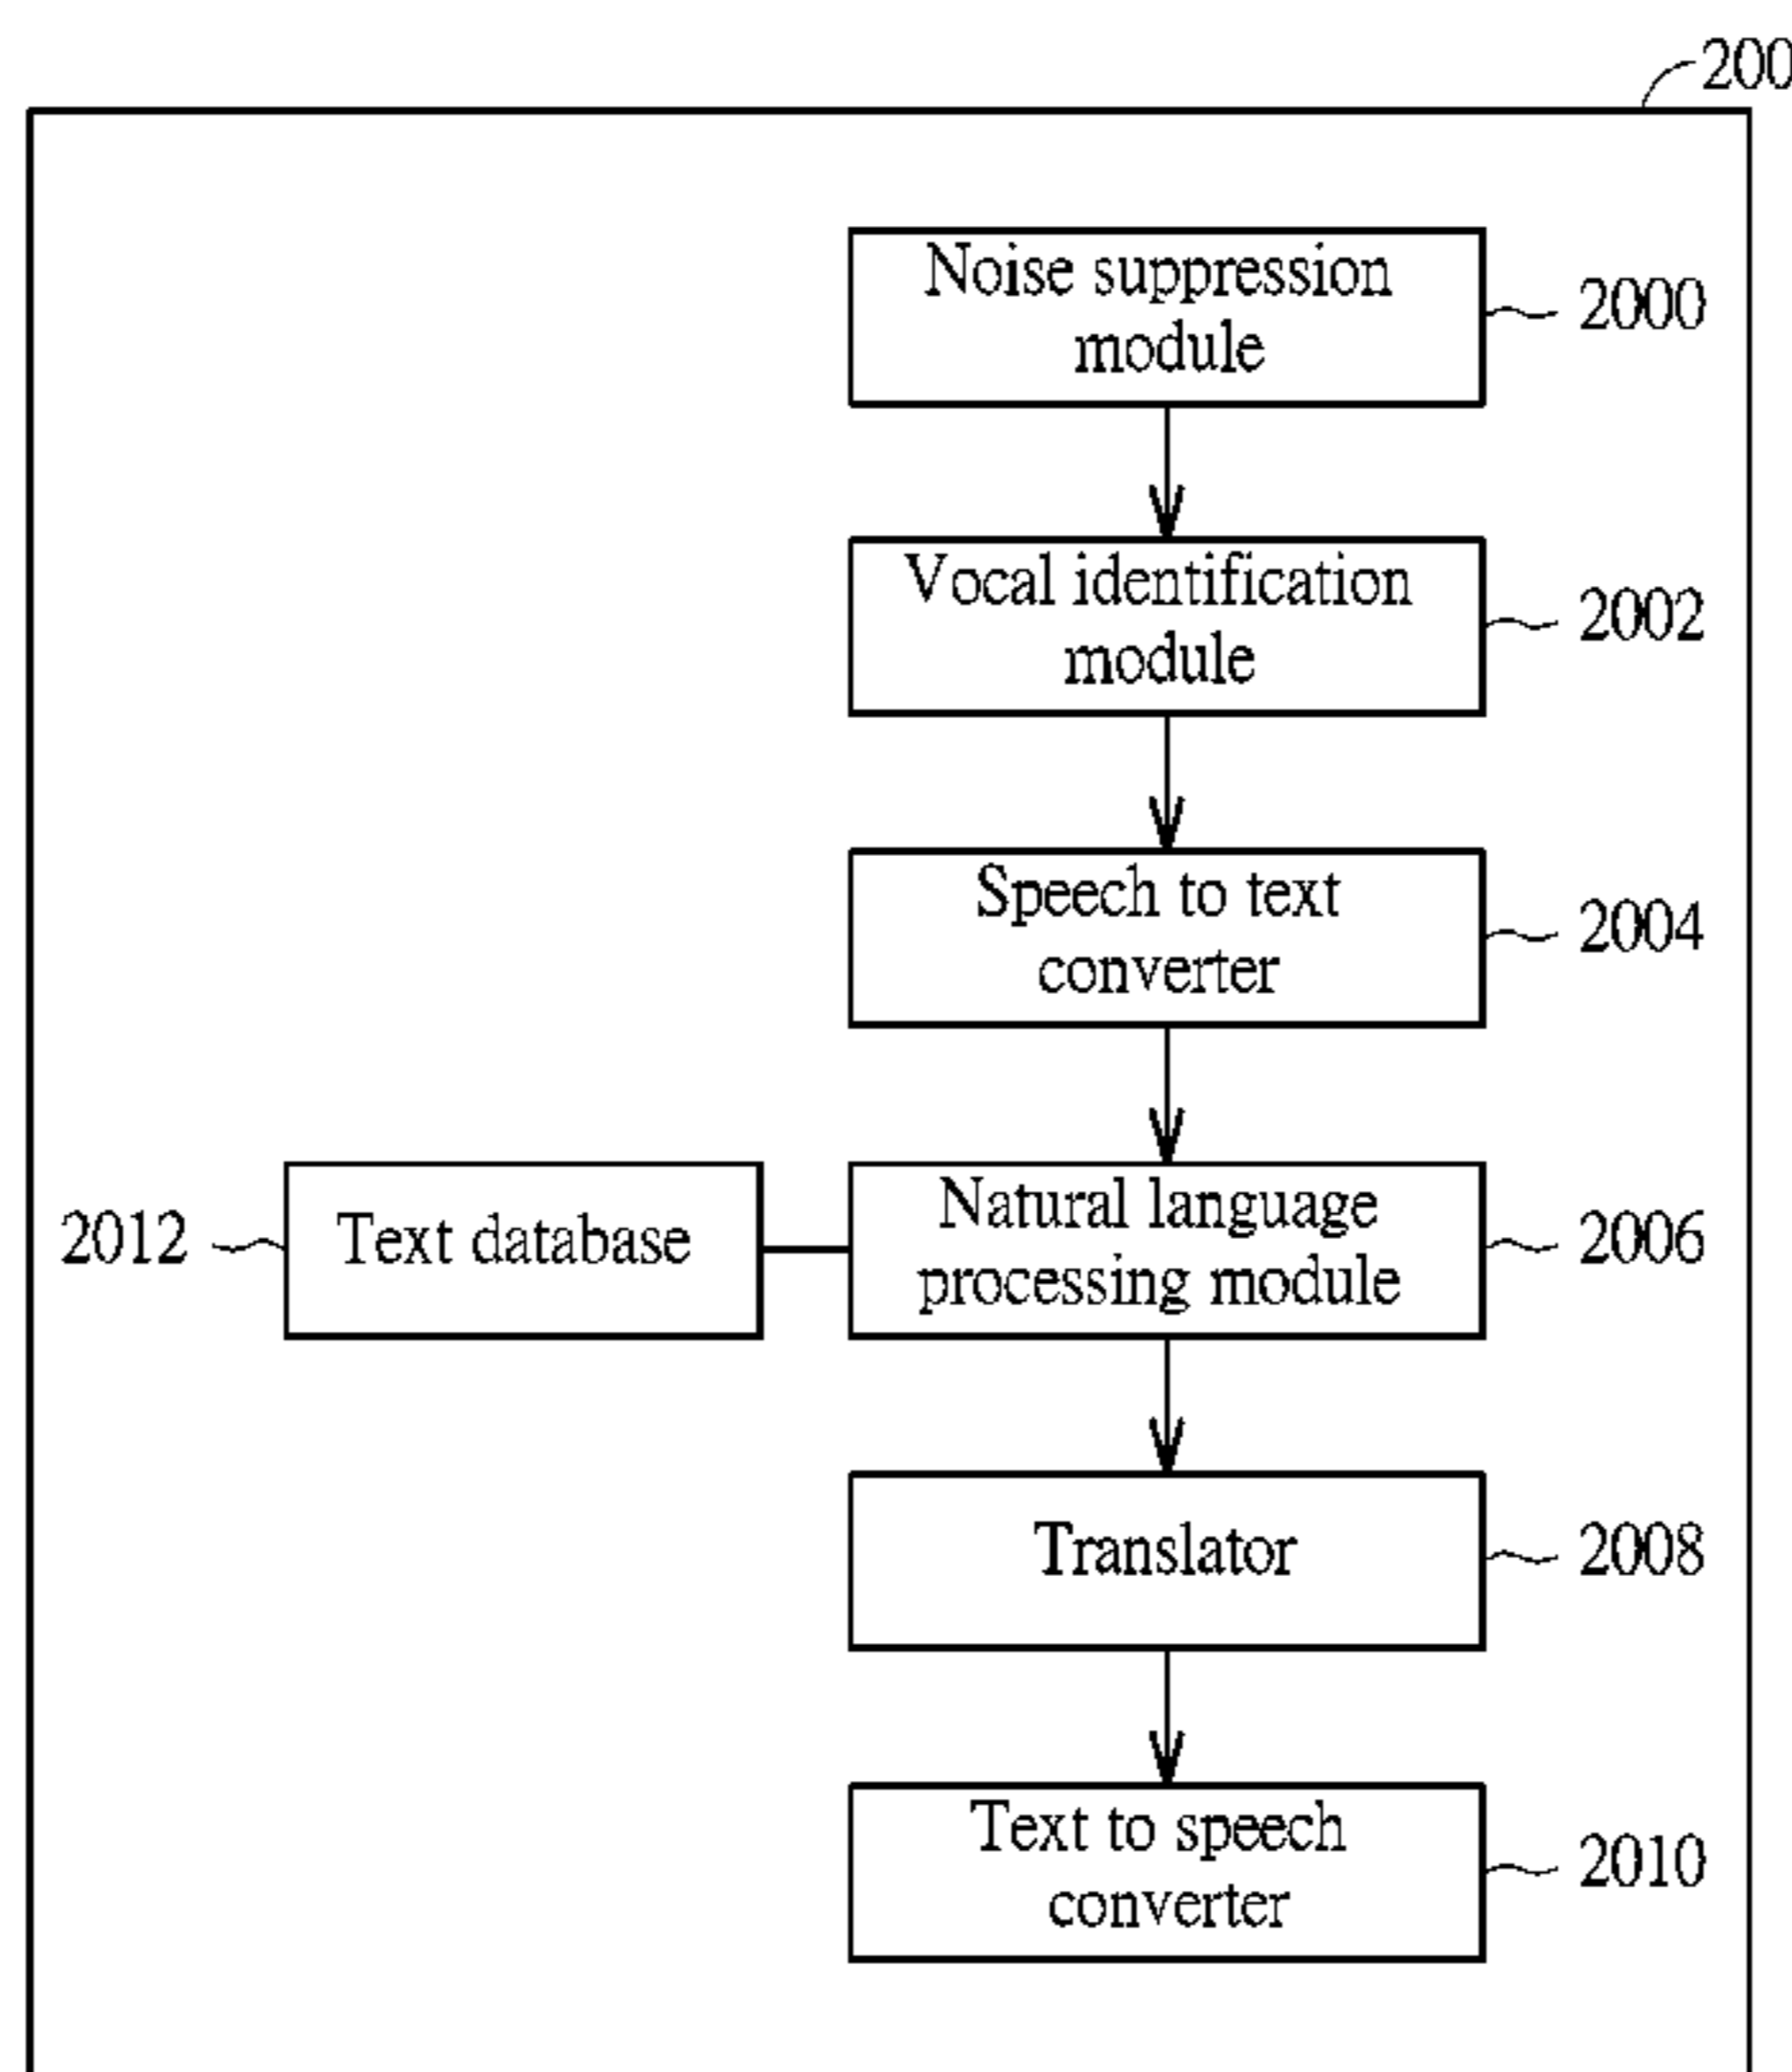 200
Noise suppression
module
2000
Vocal identification
module
2002
Speech to text
converter
2004
2012
Text database
Natural language
processing module
2006
Translator
2008
Text to speech
converter
2010